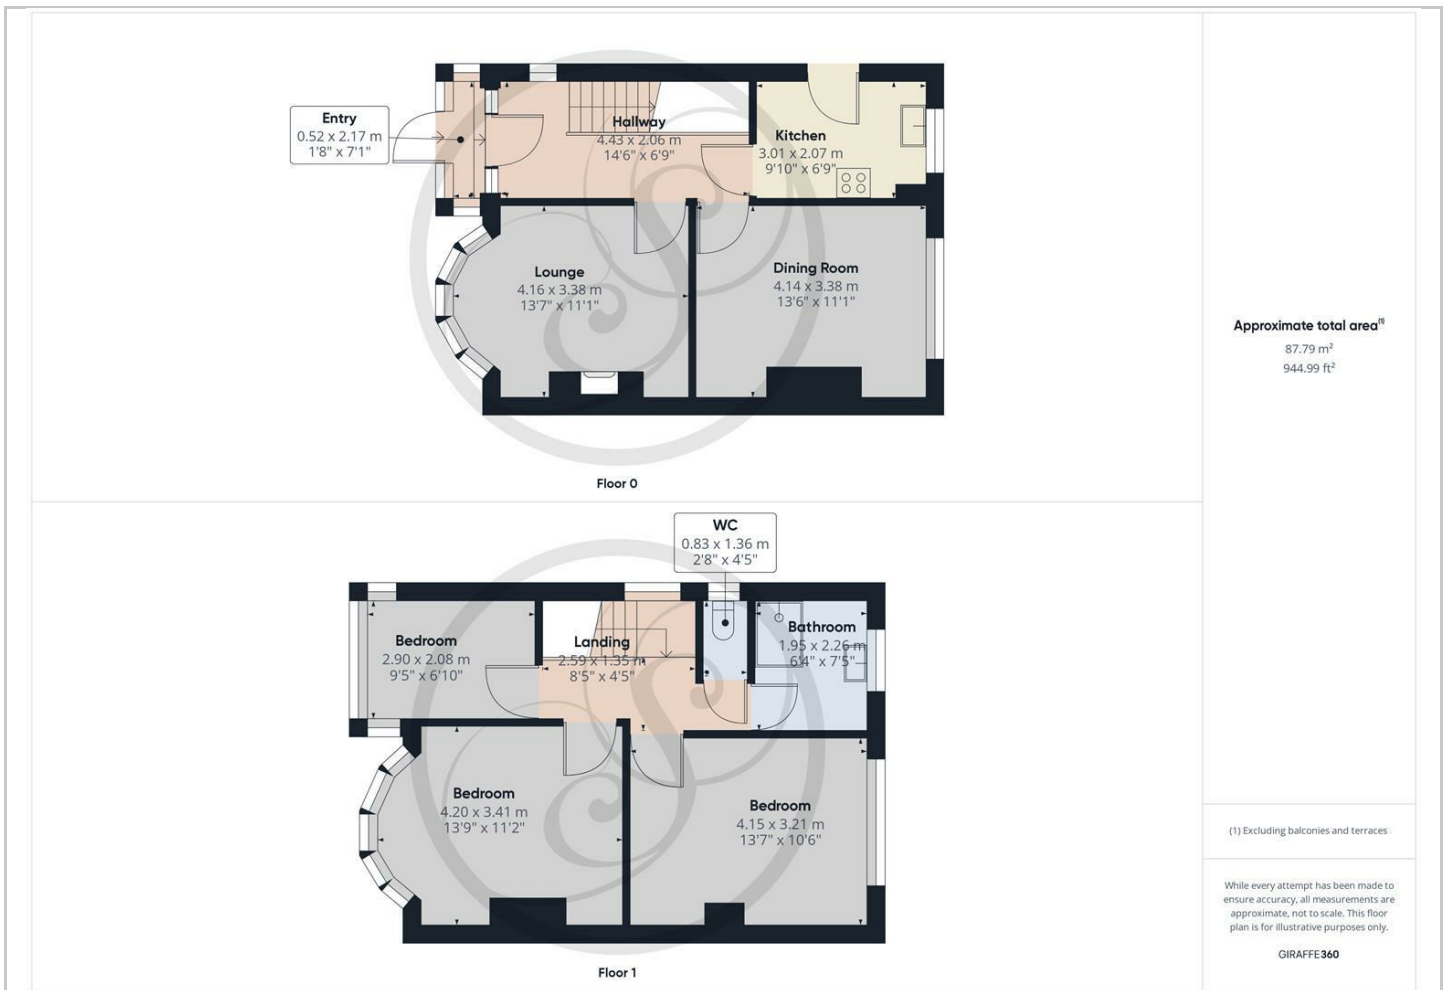 Entry
0.52 x 2.17 m
1'8" x 7'1"
Hallway
4.43 x 2.06 m
14'6" x 6'9"
Kitchen
3.01 x 2.07 m
9'10" x 6'9"
Lounge
4.16 x 3.38 m
13'7" x 11'1"
Dining Room
4.14 x 3.38 m
13'6" x 11'1"
Floor 0
WC
0.83 x 1.36 m
2'8" x 4'5"
Bedroom
2.90 x 2.08 m
9'5" x 6'10"
Landing
2.59 x 1.35 m
8'5" x 4'5"
Bathroom
1.95 x 2.26 m
6'4" x 7'5"
Bedroom
4.20 x 3.41 m
13'9" x 11'2"
Bedroom
4.15 x 3.21 m
13'7" x 10'6"
Floor 1
Approximate total area(1)
87.79 m²
944.99 ft²
(1) Excluding balconies and terraces
While every attempt has been made to
ensure accuracy, all measurements are
approximate, not to scale. This floor
plan is for illustrative purposes only.
GIRAFFE360